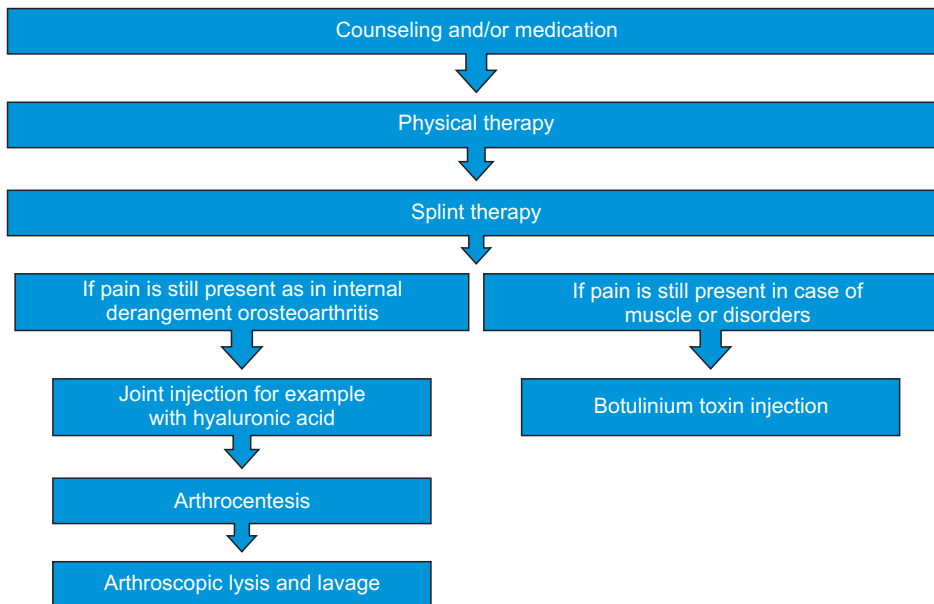 Counseling and/or medication
Physical therapy
Splint therapy
If pain is still present as in internal
derangement orosteoarthritis
If pain is still present in case of
muscle or disorders
Joint injection for example
with hyaluronic acid
Botulinium toxin injection
Arthrocentesis
Arthroscopic lysis and lavage